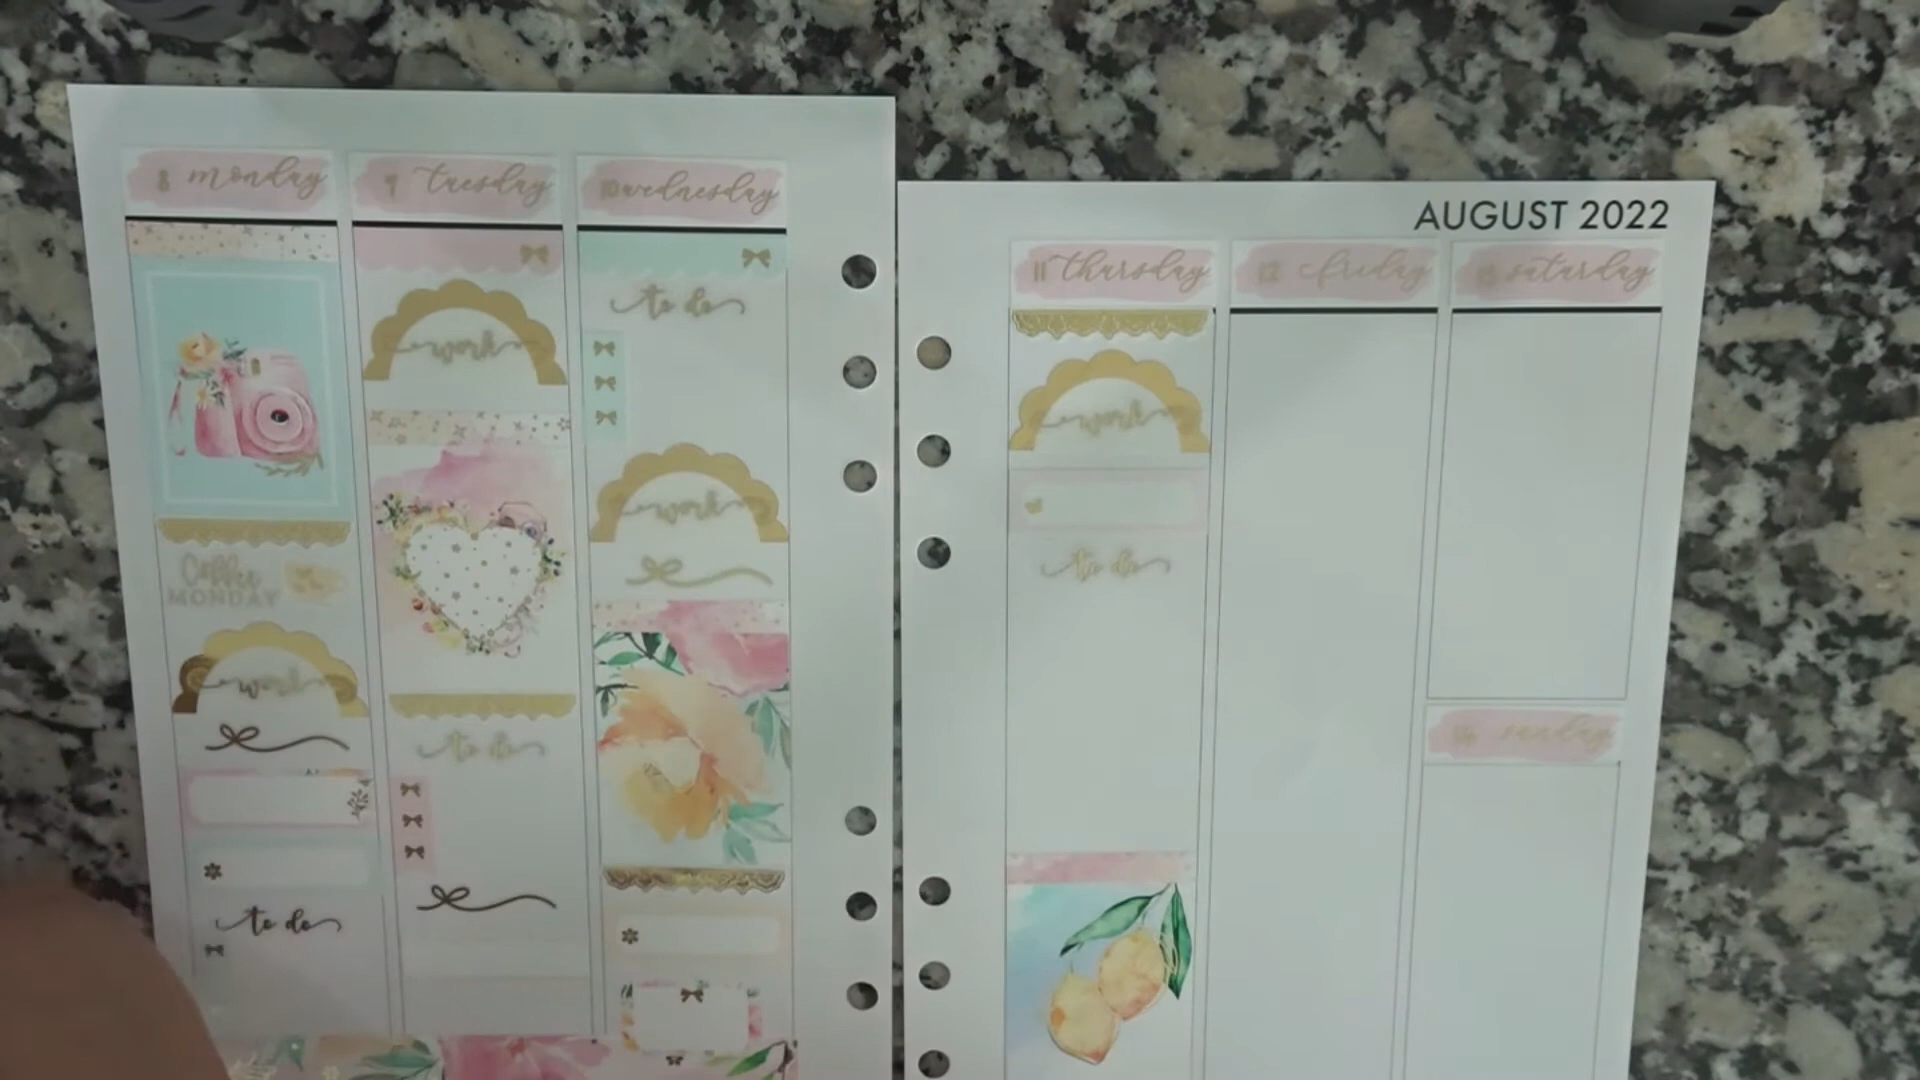 8 monday
9 tuesday
10 wednesday
work
to do
work
Coffee
MONDAY
work
to do
to do
AUGUST 2022
11 thursday
12 friday
13 saturday
work
to do
14 sunday